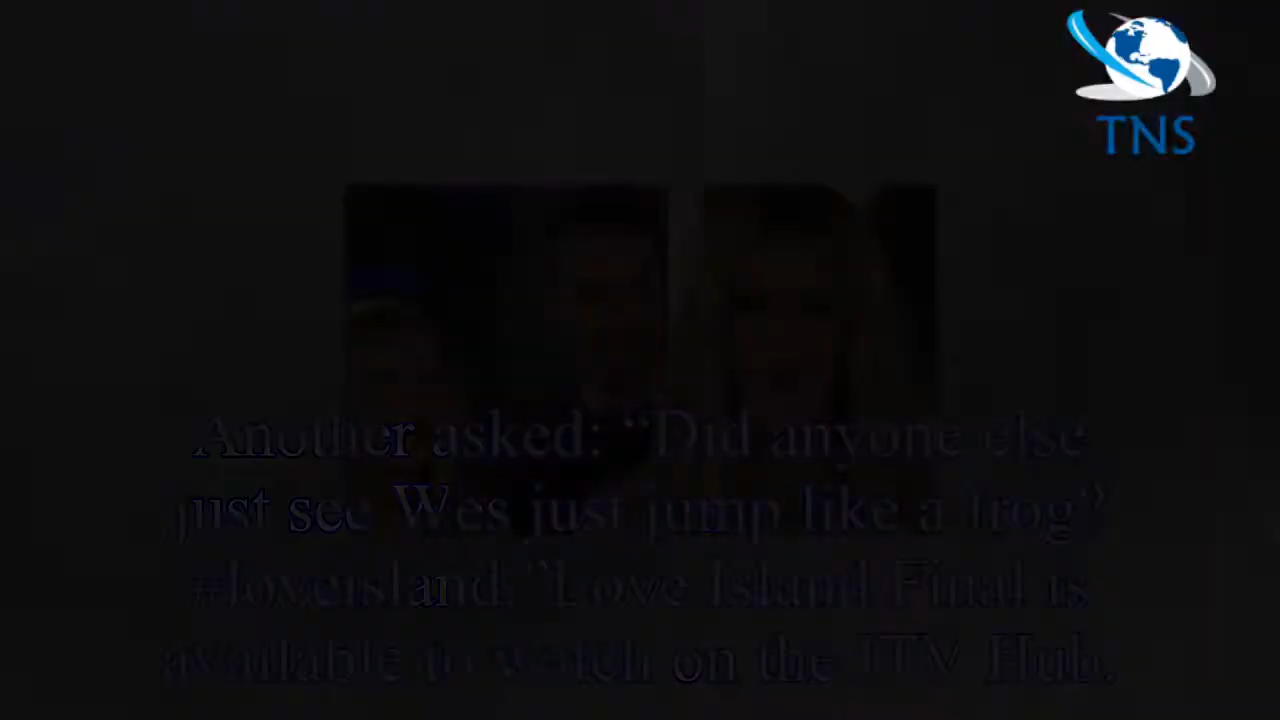 TNS
Another asked: “Did anyone else
just see Wes just jump like a frog”
#loveisland.”Love Island Final is
available to watch on the ITV Hub.